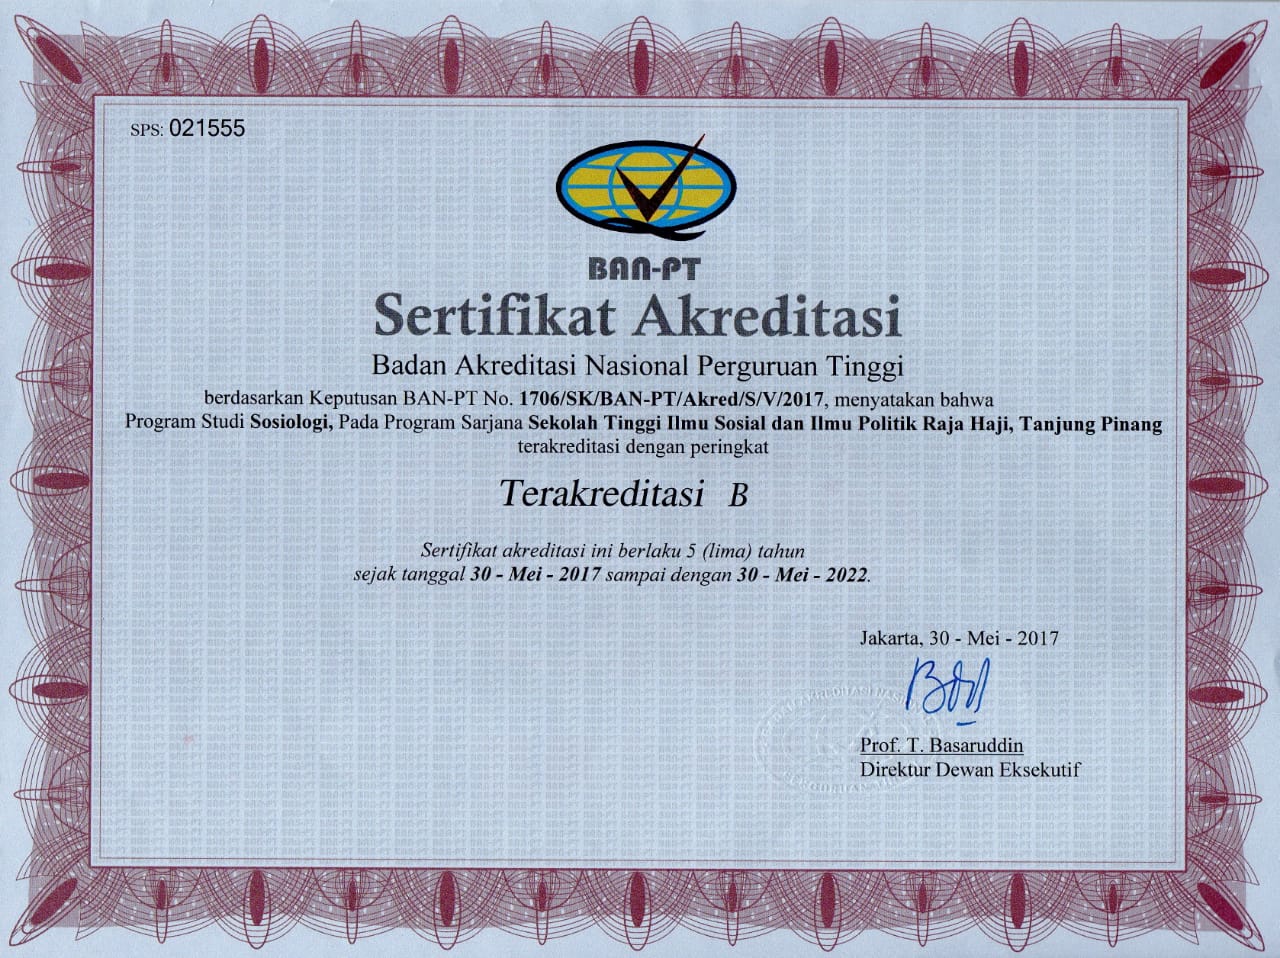 SPS: 021555
BAN-PT
Sertifikat Akreditasi
Badan Akreditasi Nasional Perguruan Tinggi
berdasarkan Keputusan BAN-PT No. 1706/SK/BAN-PT/Akred/S/V/2017, menyatakan bahwa
Program Studi Sosiologi, Pada Program Sarjana Sekolah Tinggi Ilmu Sosial dan Ilmu Politik Raja Haji, Tanjung Pinang
terakreditasi dengan peringkat
Terakreditasi B
Sertifikat akreditasi ini berlaku 5 (lima) tahun
sejak tanggal 30 - Mei - 2017 sampai dengan 30 - Mei - 2022.
Jakarta, 30 - Mei - 2017
Prof. T. Basaruddin
Direktur Dewan Eksekutif